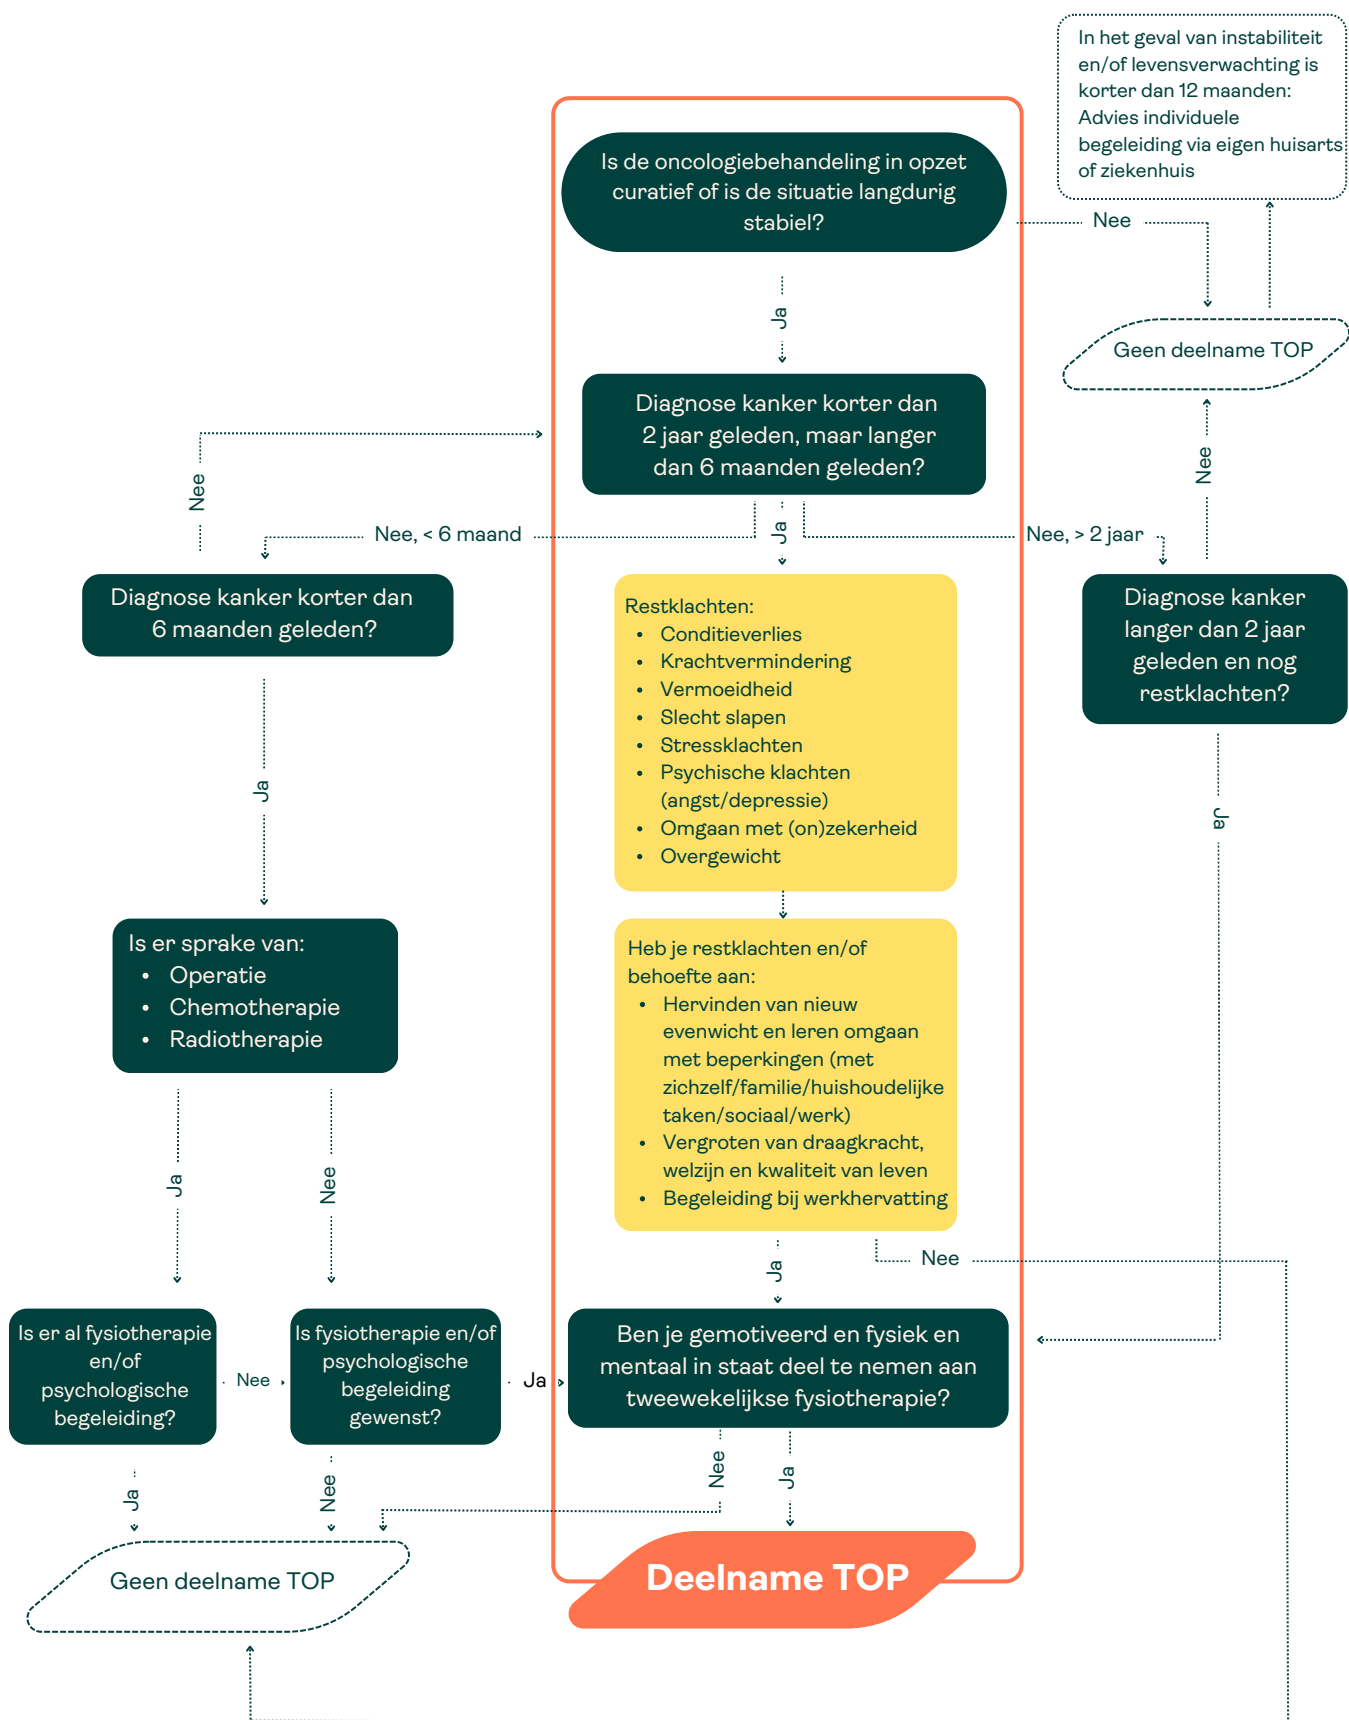 In het geval van instabiliteit
en/of levensverwachting is
korter dan 12 maanden:
Advies individuele
begeleiding via eigen huisarts
of ziekenhuis
Is de oncologiebehandeling in opzet
curatief of is de situatie langdurig
stabiel?
Nee
Ja
Geen deelname TOP
Diagnose kanker korter dan
2 jaar geleden, maar langer
dan 6 maanden geleden?
Nee
Nee
Nee, < 6 maand
Ja
Nee, > 2 jaar
Diagnose kanker korter dan
6 maanden geleden?
Restklachten:
• Conditieverlies
• Krachtvermindering
• Vermoeidheid
• Slecht slapen
• Stressklachten
• Psychische klachten
(angst/depressie)
• Omgaan met (on)zekerheid
• Overgewicht
Diagnose kanker
langer dan 2 jaar
geleden en nog
restklachten?
Ja
Ja
Is er sprake van:
• Operatie
• Chemotherapie
• Radiotherapie
Heb je restklachten en/of
behoefte aan:
• Hervinden van nieuw
evenwicht en leren omgaan
met beperkingen (met
zichzelf/familie/huishoudelijke
taken/sociaal/werk)
• Vergroten van draagkracht,
welzijn en kwaliteit van leven
• Begeleiding bij werkhervatting
Ja
Nee
Ja
Nee
Is er al fysiotherapie
en/of
psychologische
begeleiding?
Nee
Is fysiotherapie en/of
psychologische
begeleiding
gewenst?
Ja
Ben je gemotiveerd en fysiek en
mentaal in staat deel te nemen aan
tweewekelijkse fysiotherapie?
Ja
Nee
Nee
Ja
Geen deelname TOP
Deelname TOP